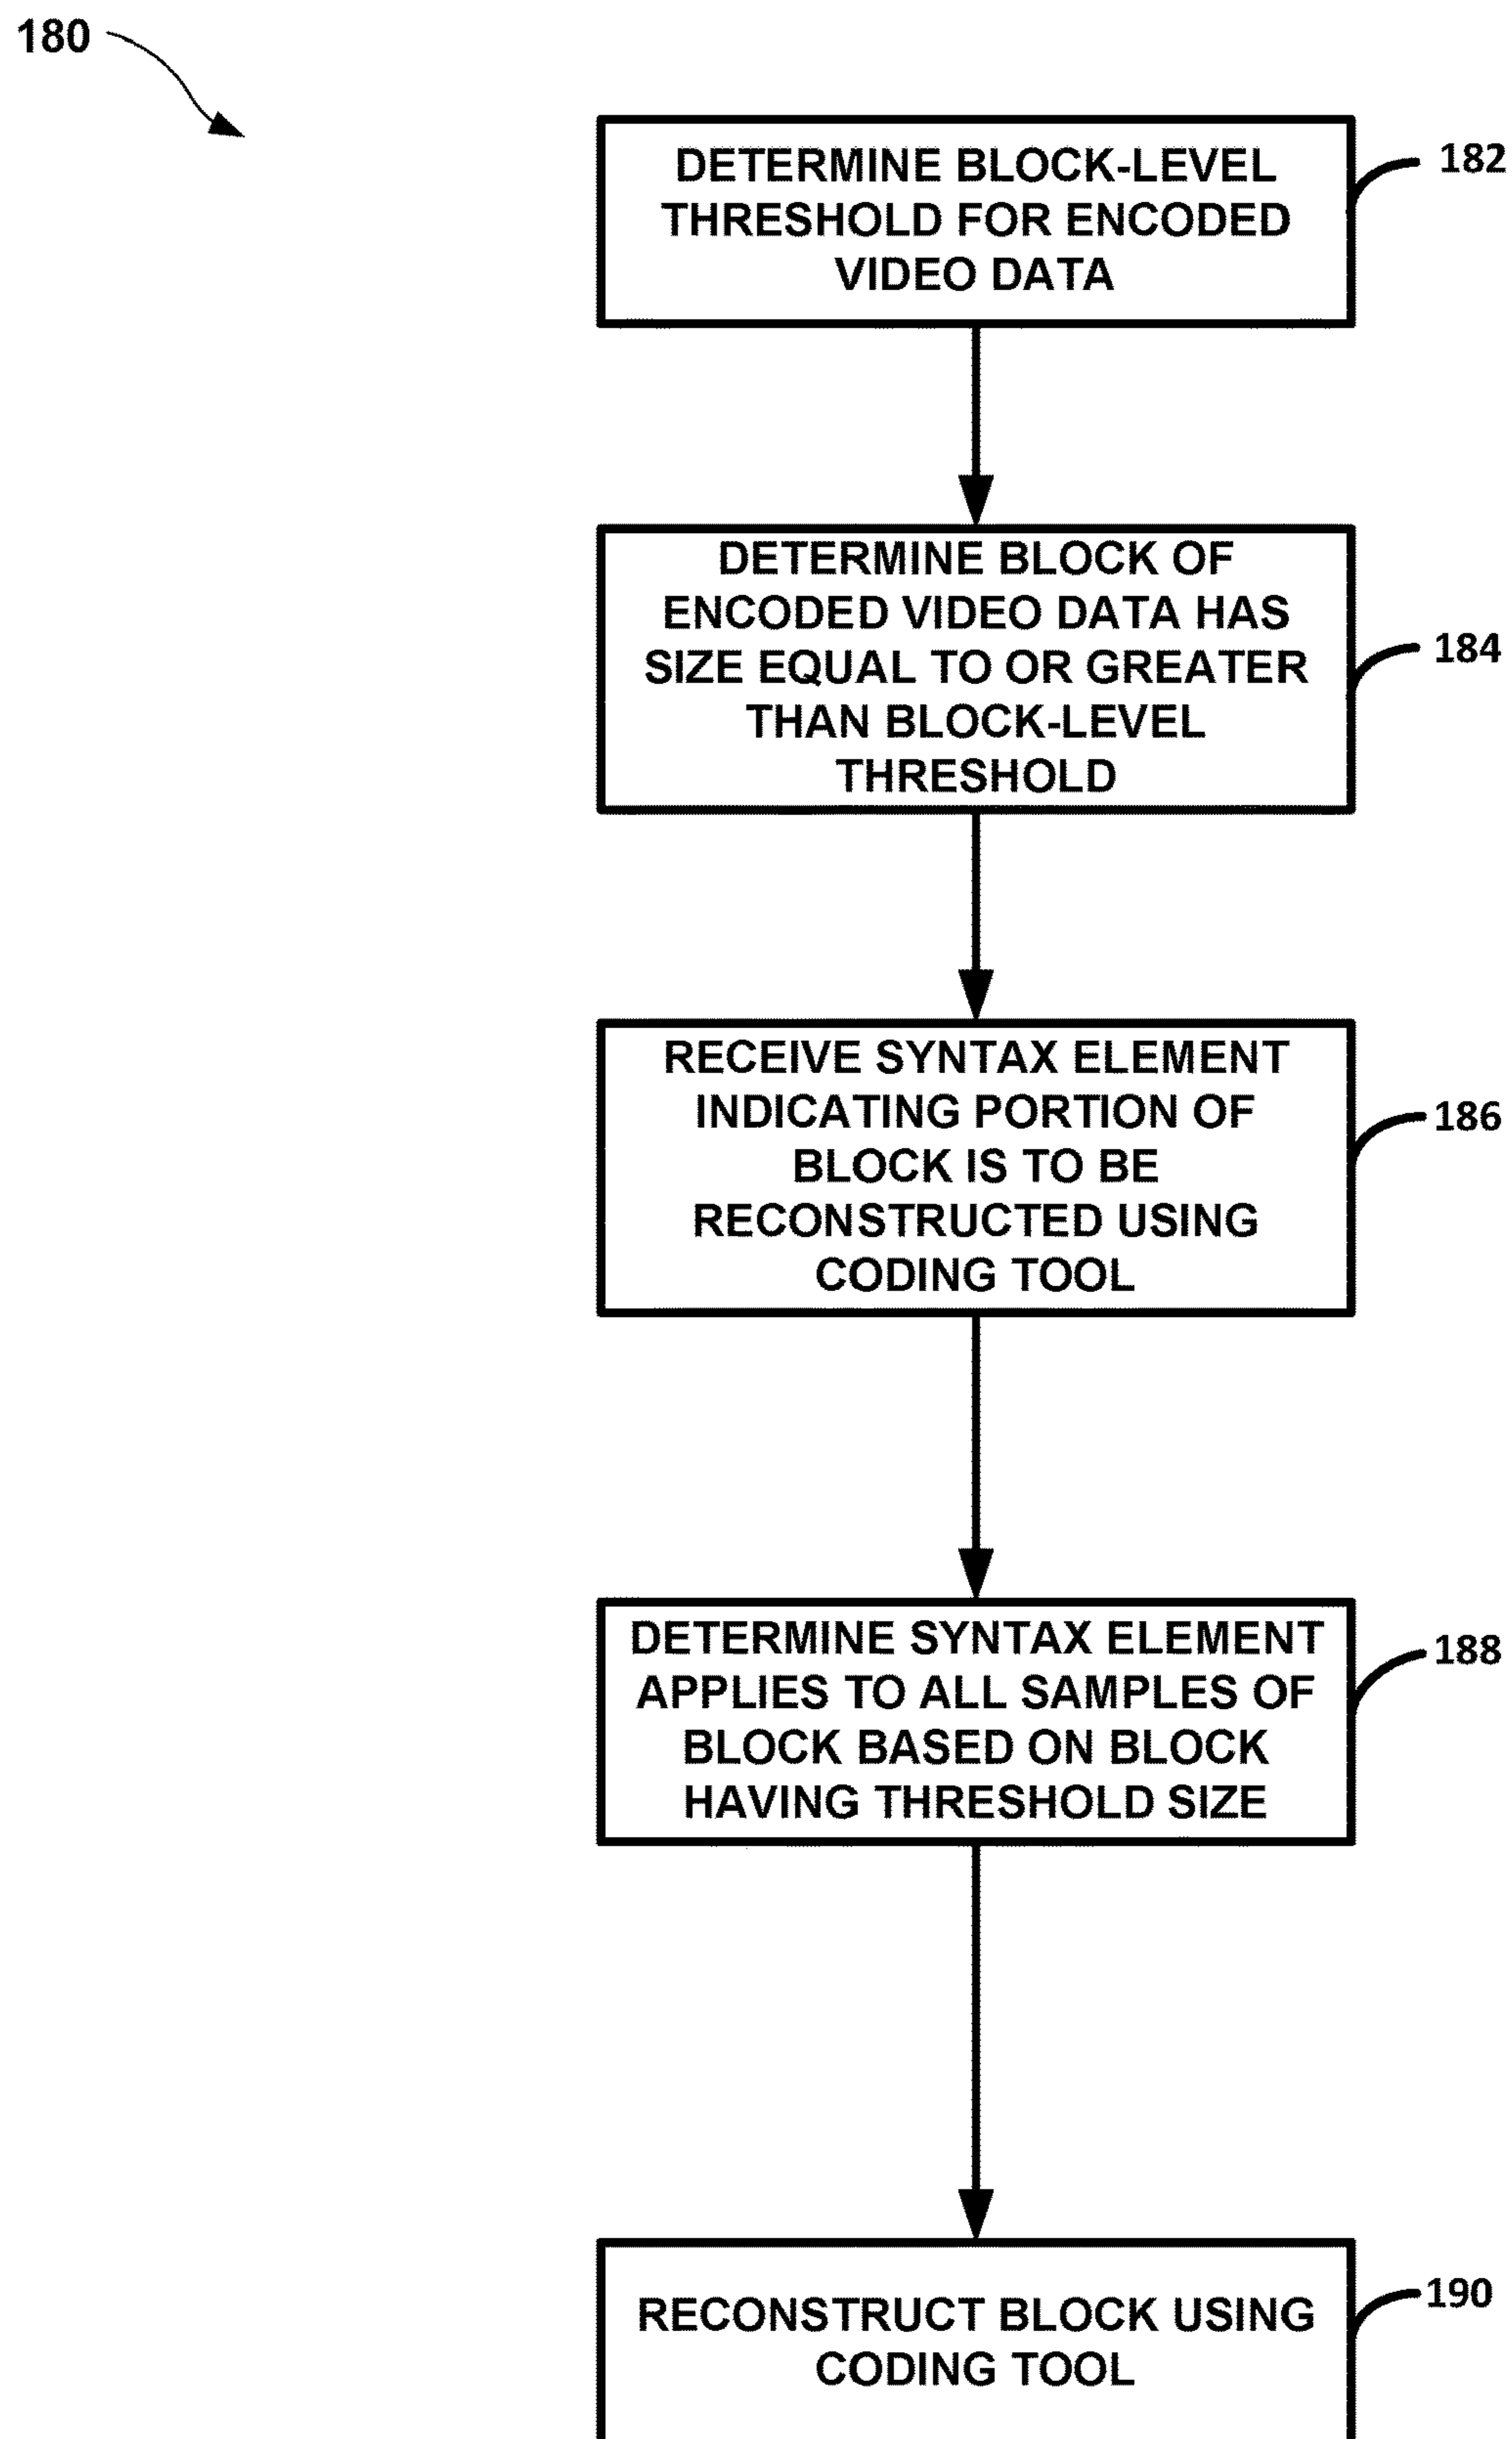 180
DETERMINE BLOCK-LEVEL
THRESHOLD FOR ENCODED
VIDEO DATA
182
DETERMINE BLOCK OF
ENCODED VIDEO DATA HAS
SIZE EQUAL TO OR GREATER
THAN BLOCK-LEVEL
THRESHOLD
184
RECEIVE SYNTAX ELEMENT
INDICATING PORTION OF
BLOCK IS TO BE
RECONSTRUCTED USING
CODING TOOL
186
DETERMINE SYNTAX ELEMENT
APPLIES TO ALL SAMPLES OF
BLOCK BASED ON BLOCK
HAVING THRESHOLD SIZE
188
RECONSTRUCT BLOCK USING
CODING TOOL
190